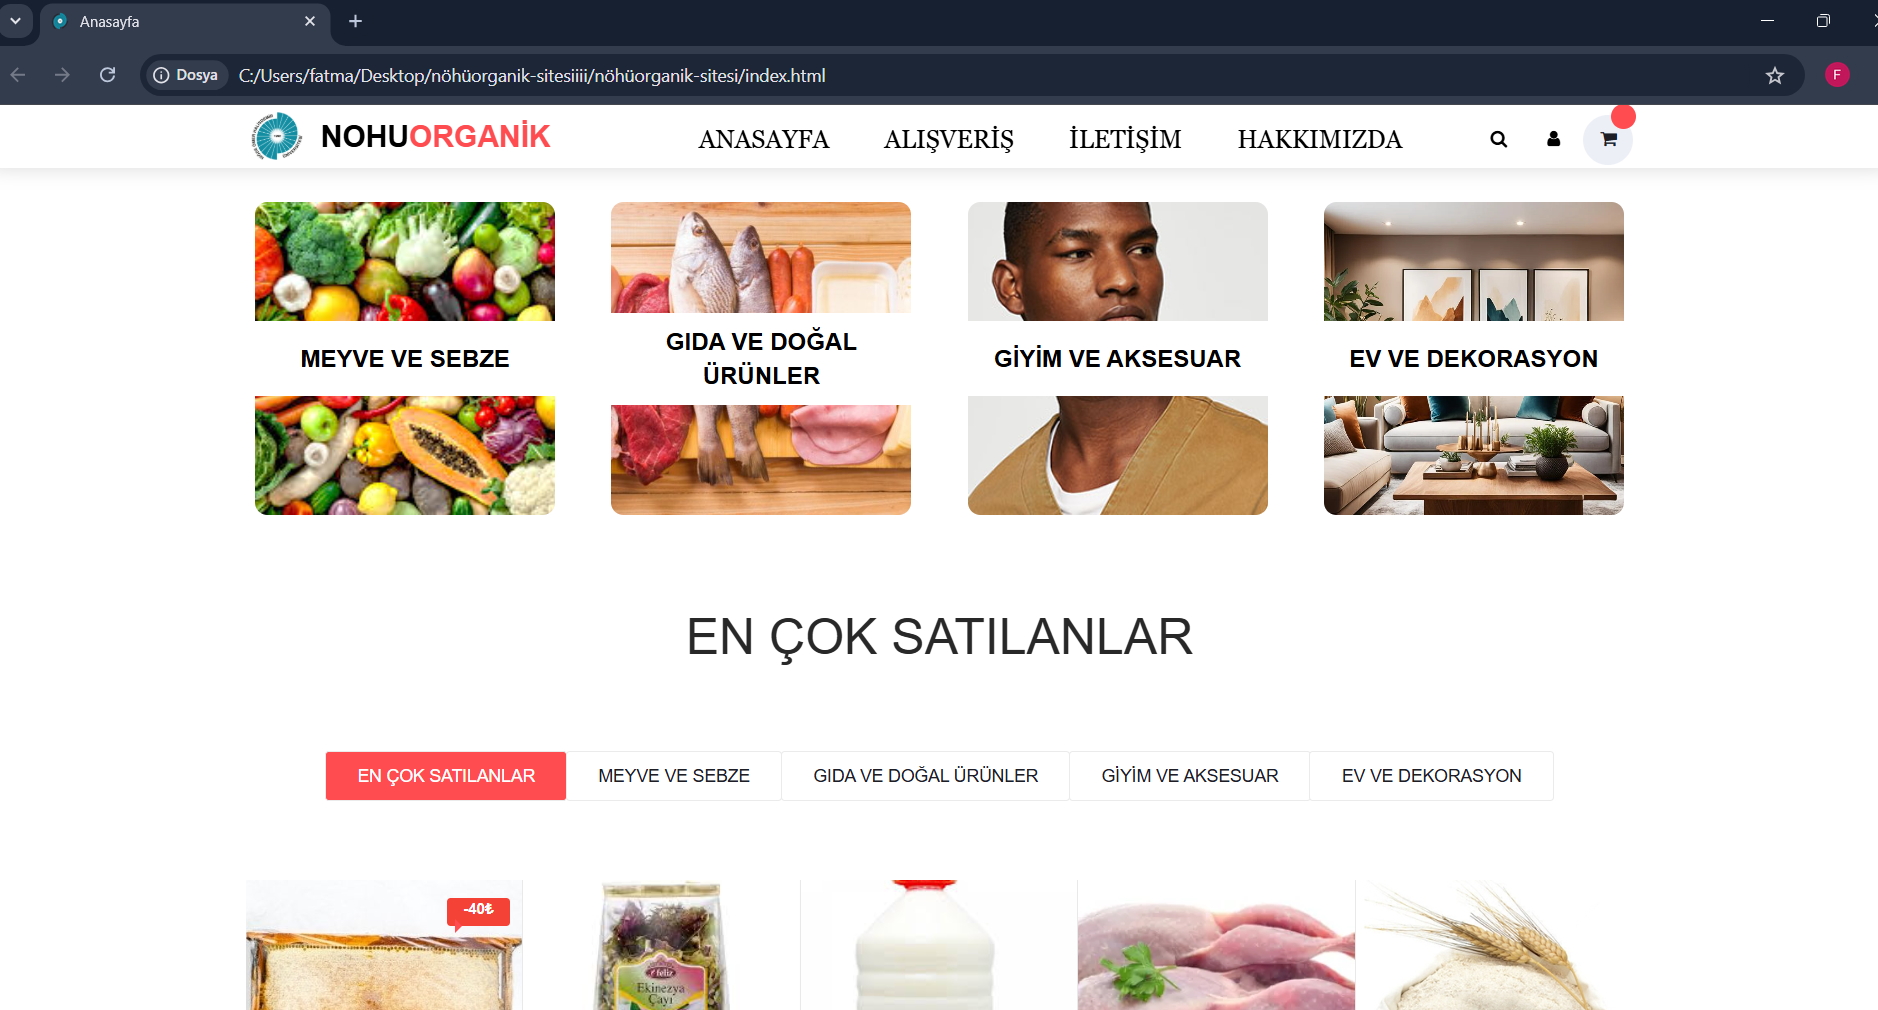 Anasayfa
Dosya
C:/Users/fatma/Desktop/nöhüorganik-sitesiiii/nöhüorganik-sitesi/index.html
F
NOHUORGANİK
ANASAYFA
ALIŞVERİŞ
İLETİŞİM
HAKKIMIZDA
MEYVE VE SEBZE
GIDA VE DOĞAL
ÜRÜNLER
GİYİM VE AKSESUAR
EV VE DEKORASYON
EN ÇOK SATILANLAR
EN ÇOK SATILANLAR
MEYVE VE SEBZE
GIDA VE DOĞAL ÜRÜNLER
GİYİM VE AKSESUAR
EV VE DEKORASYON
-40₺
feliz
Ekinezya
Çayı